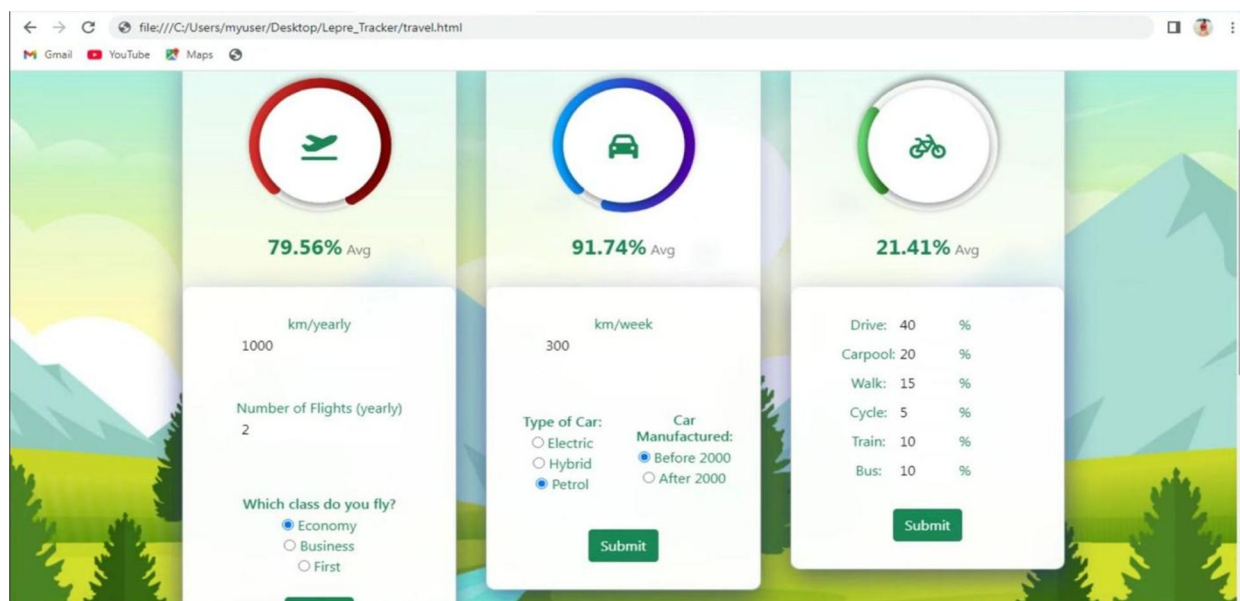 file:///C:/Users/myuser/Desktop/Lepre_Tracker/travel.html
Gmail YouTube Maps
79.56% Avg
km/yearly
1000
Number of Flights (yearly)
2
Which class do you fly?
Economy
Business
First
91.74% Avg
km/week
300
Type of Car:
Electric
Hybrid
Petrol
Car
Manufactured:
Before 2000
After 2000
Submit
21.41% Avg
Drive: 40 %
Carpool: 20 %
Walk: 15 %
Cycle: 5 %
Train: 10 %
Bus: 10 %
Submit